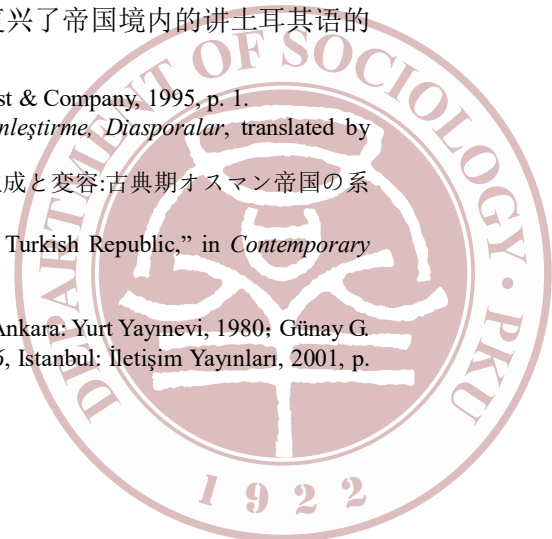 复兴了帝国境内的讲土耳其语的
st & Company, 1995, p. 1.
nleştirme, Diasporalar, translated by
成と変容:古典期オスマン帝国の系
Turkish Republic,” in Contemporary
Ankara: Yurt Yayınevi, 1980; Günay G.
, Istanbul: İletişim Yayınları, 2001, p.
DEPARTMENT OF SOCIOLOGY · PKU
1922